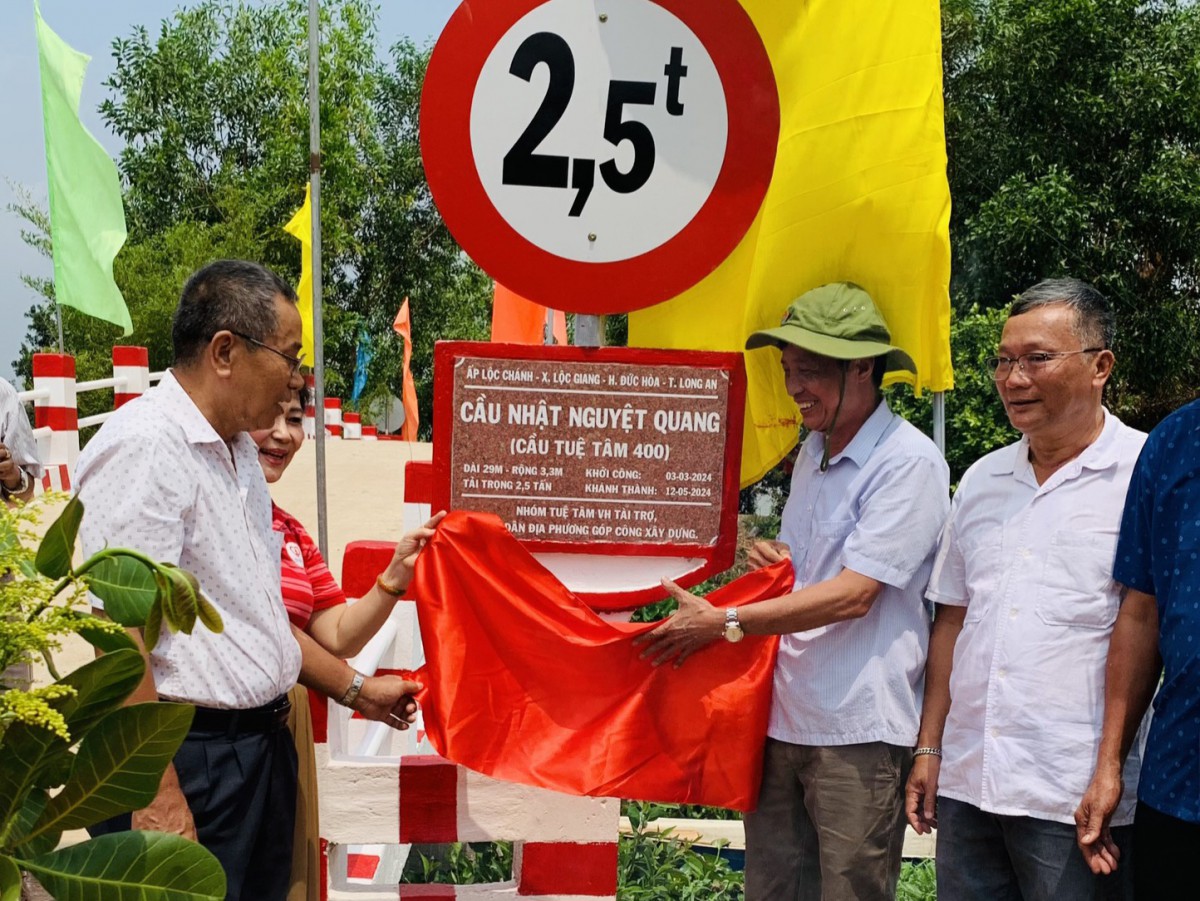 2,5t
ẤP LỘC CHÁNH - X. LỘC GIANG - H. ĐỨC HÒA - T. LONG AN
CẦU NHẬT NGUYỆT QUANG
(CẦU TUỆ TÂM 400)
DÀI 29M - RỘNG 3,3M KHỞI CÔNG: 03-03-2024
TẢI TRỌNG 2,5 TẤN KHÁNH THÀNH: 12-05-2024
NHÓM TUỆ TÂM VH TÀI TRỢ,
DÂN ĐỊA PHƯƠNG GÓP CÔNG XÂY DỰNG.